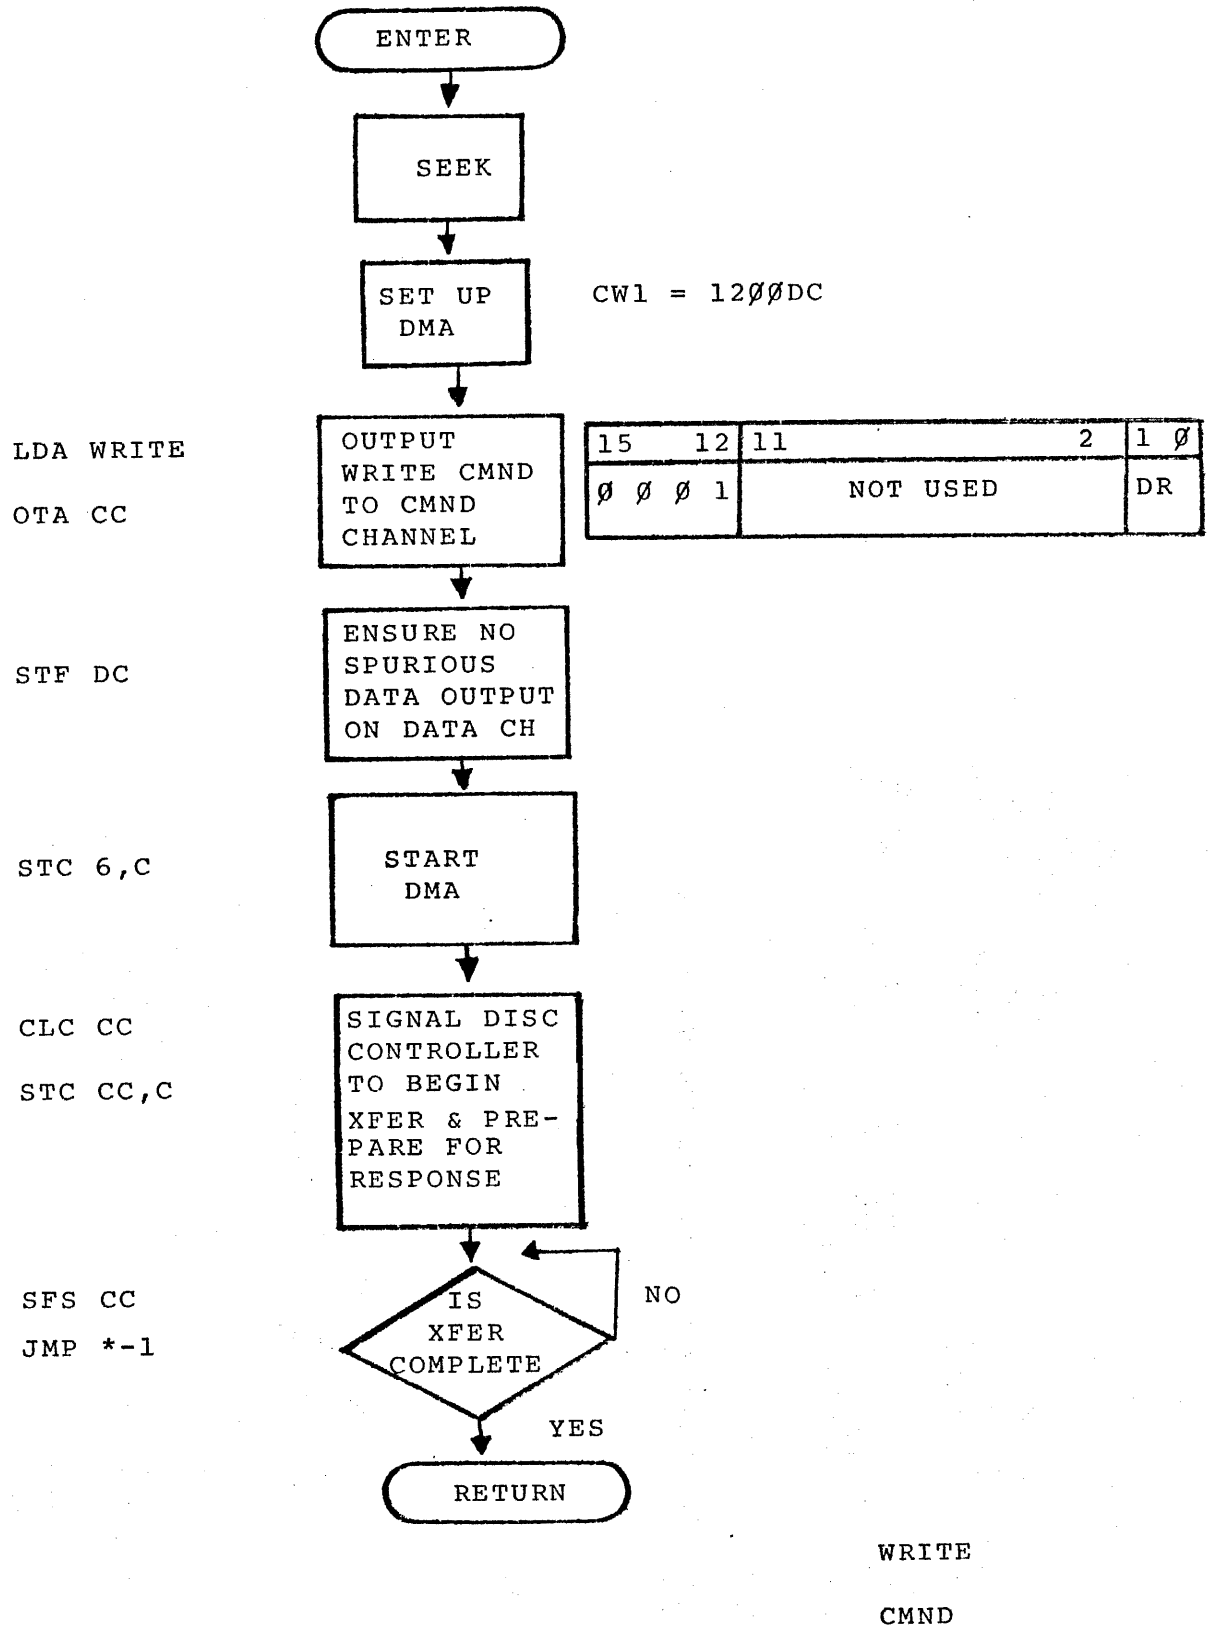 ENTER
SEEK
SET UP
DMA
CW1 = 12ØØDC
LDA WRITE
OTA CC
OUTPUT
WRITE CMND
TO CMND
CHANNEL
15 12 11 2 1 Ø
Ø Ø Ø 1 NOT USED DR
STF DC
ENSURE NO
SPURIOUS
DATA OUTPUT
ON DATA CH
STC 6,C
START
DMA
CLC CC
STC CC,C
SIGNAL DISC
CONTROLLER
TO BEGIN
XFER & PRE-
PARE FOR
RESPONSE
SFS CC
JMP *-1
IS
XFER
COMPLETE
NO
YES
RETURN
WRITE
CMND